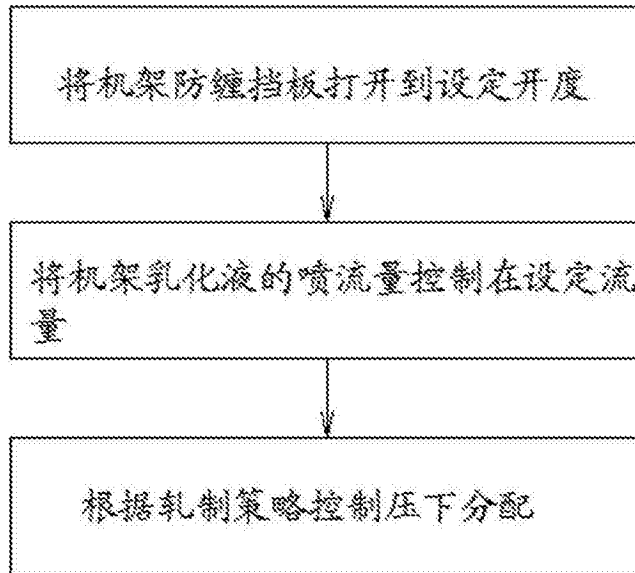 将机架防缠挡板打开到设定开度
将机架乳化液的喷流量控制在设定流
量
根据轧制策略控制压下分配